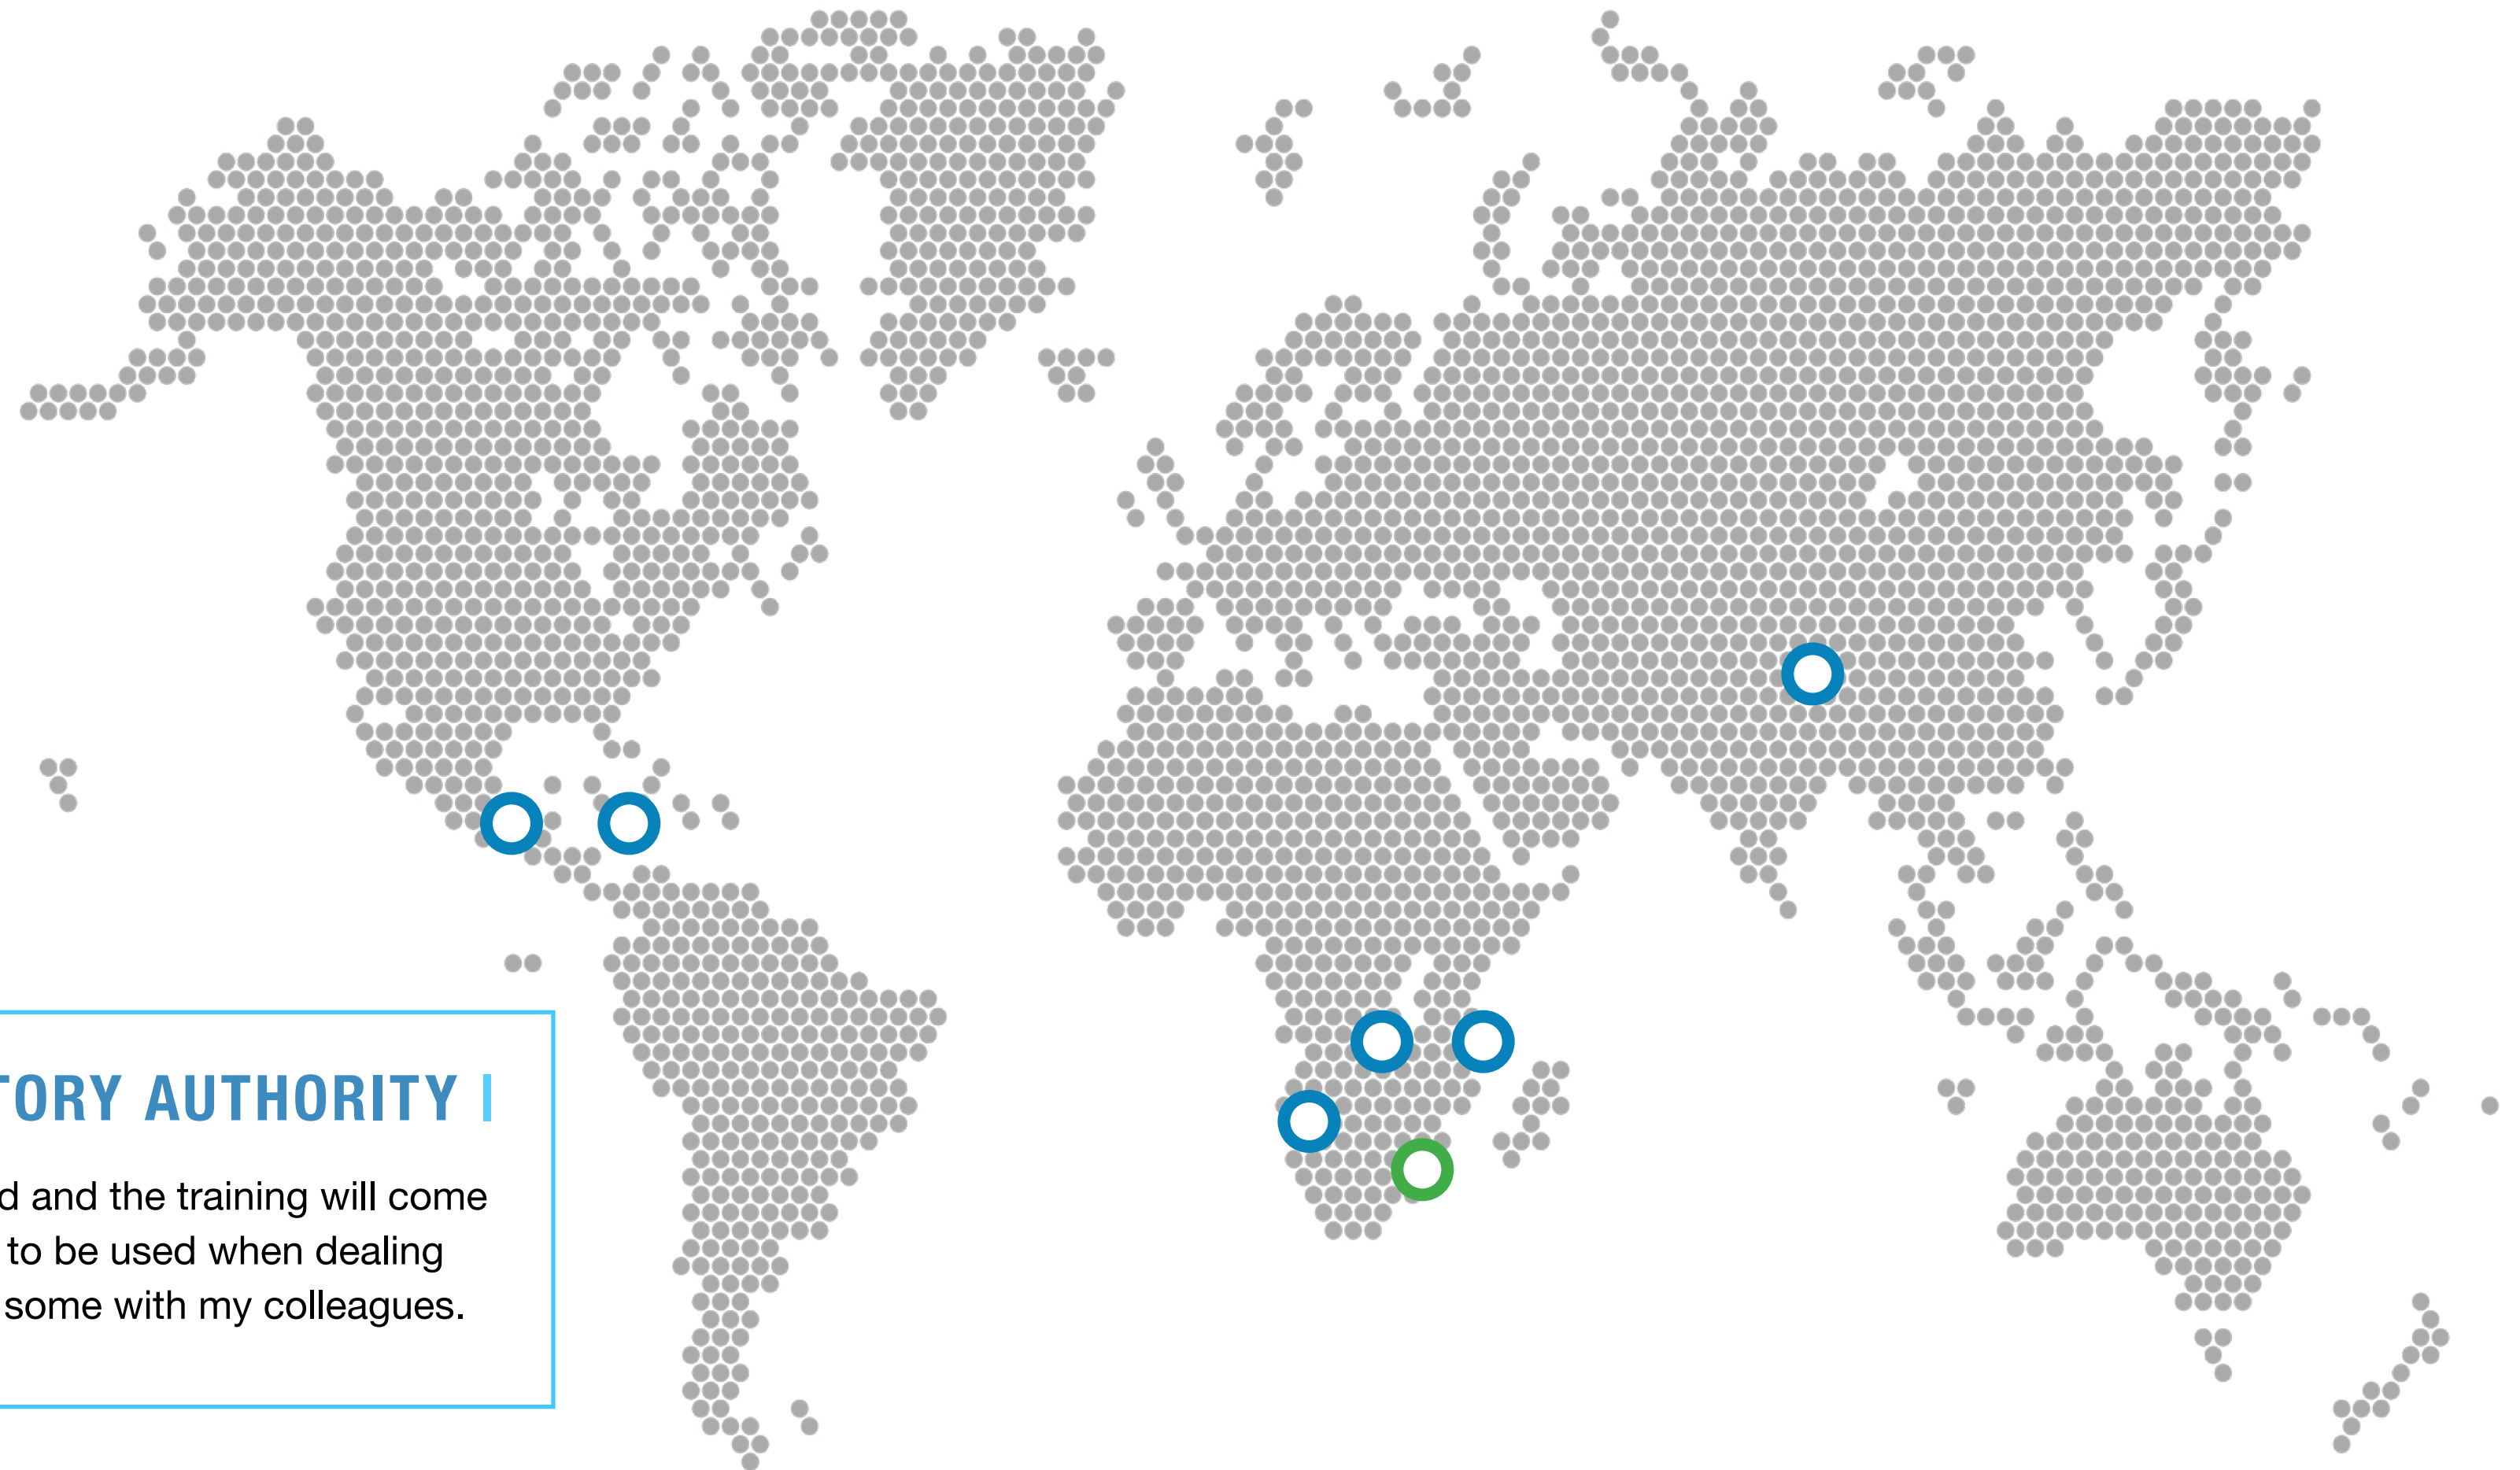 TORY AUTHORITY |
d and the training will come
to be used when dealing
some with my colleagues.